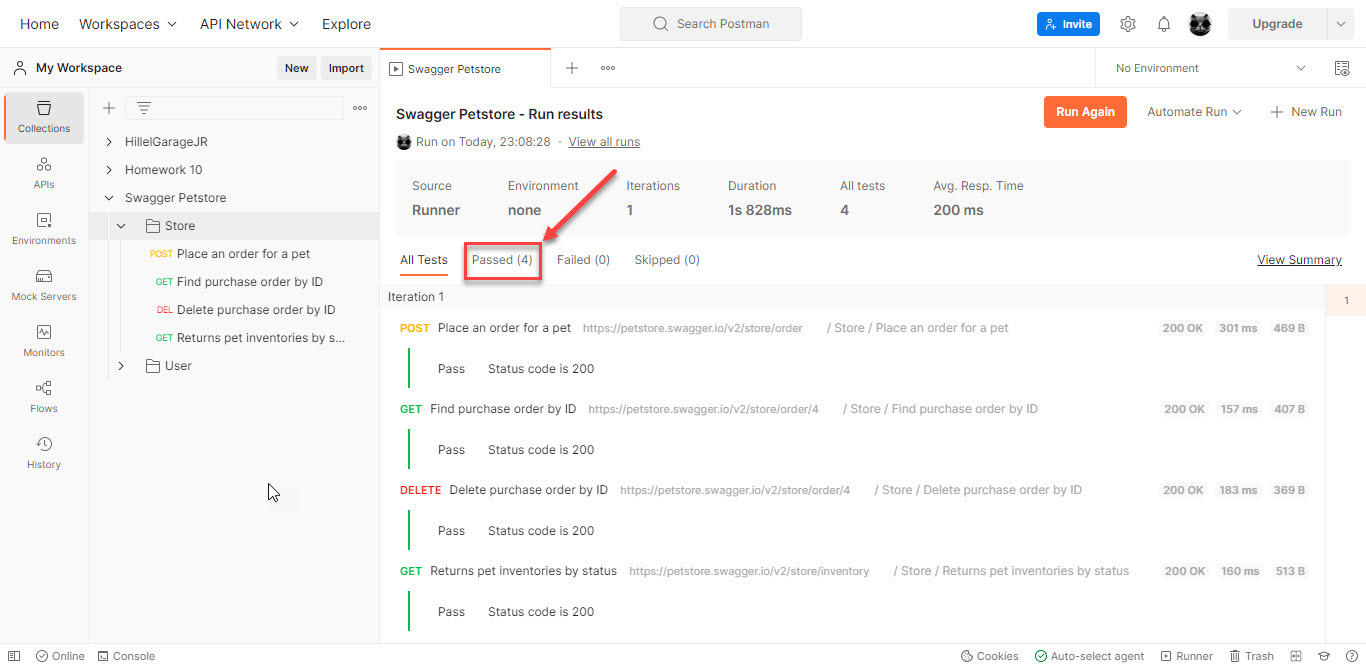 Home Workspaces API Network Explore Search Postman Invite Upgrade
My Workspace New Import Swagger Petstore No Environment
Collections
APIs
Environments
Mock Servers
Monitors
Flows
History
HillelGarageJR
Homework 10
Swagger Petstore
Store
POST Place an order for a pet
GET Find purchase order by ID
DEL Delete purchase order by ID
GET Returns pet inventories by s...
User
Swagger Petstore - Run results Run Again Automate Run New Run
Run on Today, 23:08:28 · View all runs
Source Environment Iterations Duration All tests Avg. Resp. Time
Runner none 1 1s 828ms 4 200 ms
All Tests Passed (4) Failed (0) Skipped (0) View Summary
Iteration 1 1
POST Place an order for a pet https://petstore.swagger.io/v2/store/order / Store / Place an order for a pet 200 OK 301 ms 469 B
Pass Status code is 200
GET Find purchase order by ID https://petstore.swagger.io/v2/store/order/4 / Store / Find purchase order by ID 200 OK 157 ms 407 B
Pass Status code is 200
DELETE Delete purchase order by ID https://petstore.swagger.io/v2/store/order/4 / Store / Delete purchase order by ID 200 OK 183 ms 369 B
Pass Status code is 200
GET Returns pet inventories by status https://petstore.swagger.io/v2/store/inventory / Store / Returns pet inventories by status 200 OK 160 ms 513 B
Pass Status code is 200
Online Console Cookies Auto-select agent Runner Trash